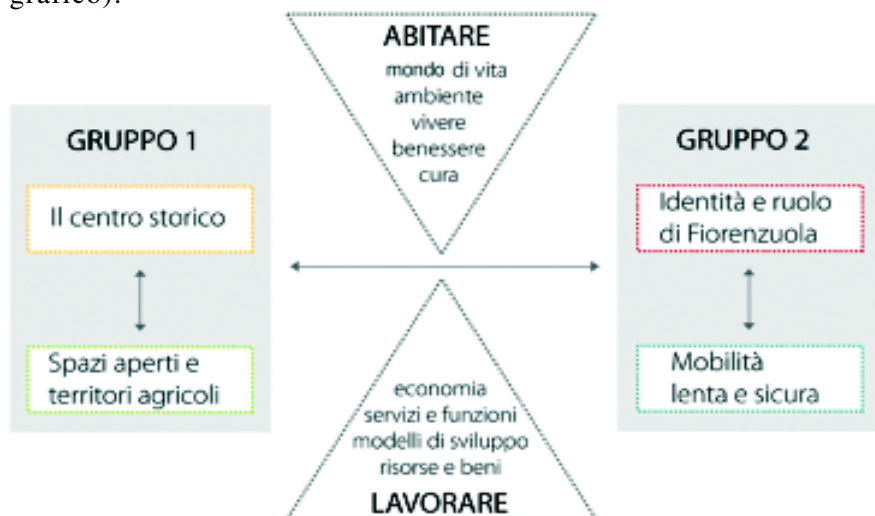 grafico).
ABITARE
mondo di vita
ambiente
vivere
benessere
cura
GRUPPO 1
Il centro storico
Spazi aperti e
territori agricoli
GRUPPO 2
Identità e ruolo
di Fiorenzuola
Mobilità
lenta e sicura
economia
servizi e funzioni
modelli di sviluppo
risorse e beni
LAVORARE